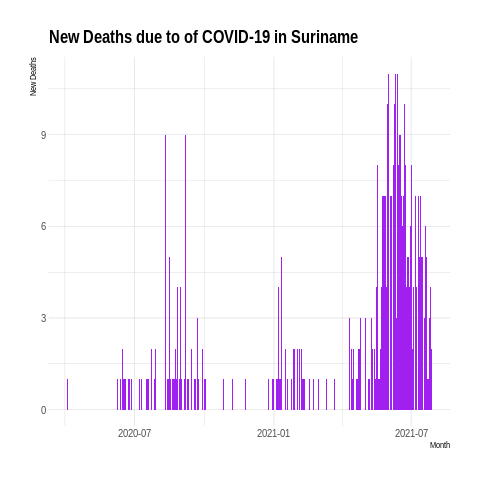 New Deaths due to of COVID-19 in Suriname
New Deaths
9
6
3
0
2020-07
2021-01
2021-07
Month